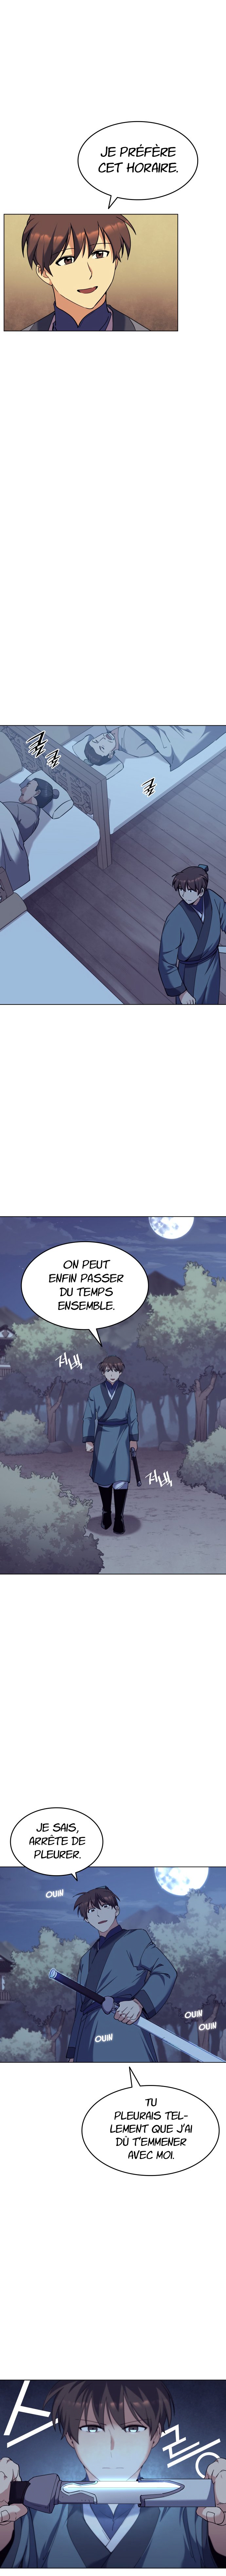 JE PRÉFÈRE
CET HORAIRE.
ON PEUT
ENFIN PASSER
DU TEMPS
ENSEMBLE.
JE SAIS,
ARRÊTE DE
PLEURER.
OUIN
OUIN
OUIN
OUIN
TU
PLEURAIS TEL-
LEMENT QUE J'AI
DÛ T'EMMENER
AVEC MOI.